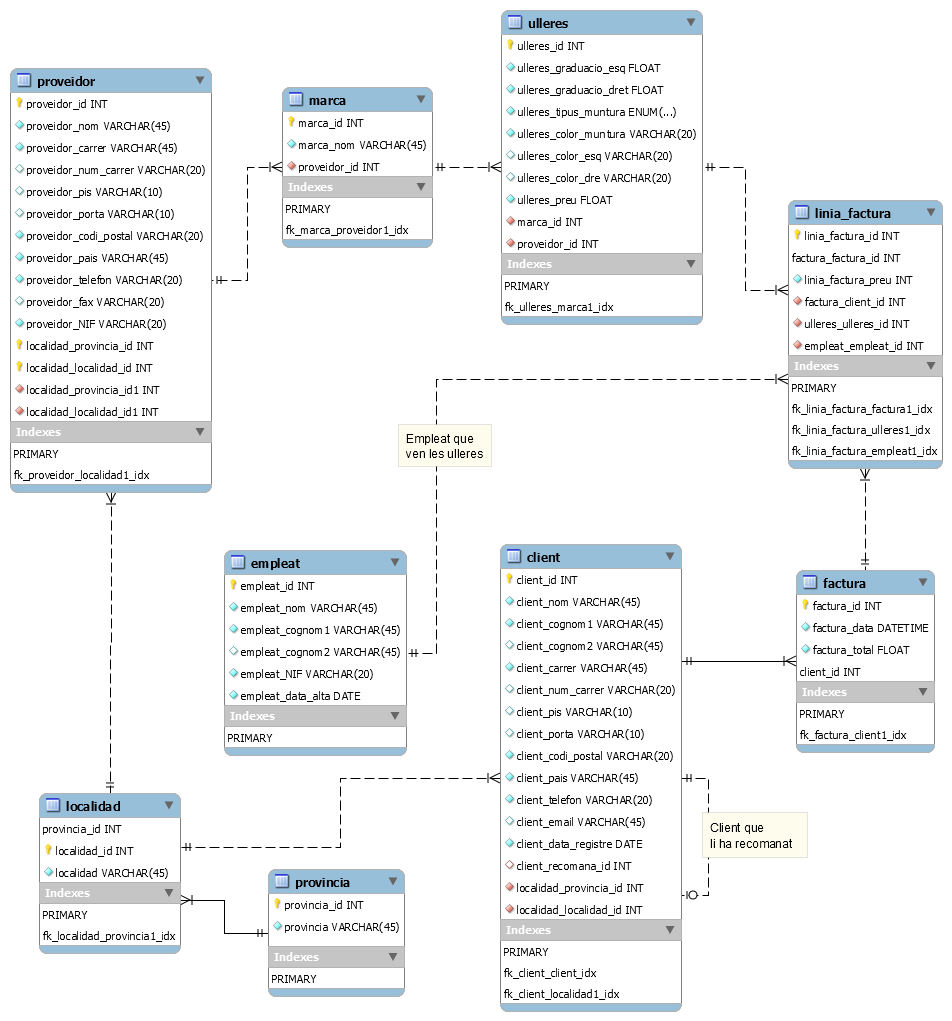 proveidor
proveidor_id INT
proveidor_nom VARCHAR(45)
proveidor_carrer VARCHAR(45)
proveidor_num_carrer VARCHAR(20)
proveidor_pis VARCHAR(10)
proveidor_porta VARCHAR(10)
proveidor_codi_postal VARCHAR(20)
proveidor_pais VARCHAR(45)
proveidor_telefon VARCHAR(20)
proveidor_fax VARCHAR(20)
proveidor_NIF VARCHAR(20)
localidad_provincia_id INT
localidad_localidad_id INT
localidad_provincia_id1 INT
localidad_localidad_id1 INT
Indexes
PRIMARY
fk_proveidor_localidad1_idx
marca
marca_id INT
marca_nom VARCHAR(45)
proveidor_id INT
Indexes
PRIMARY
fk_marca_proveidor1_idx
ulleres
ulleres_id INT
ulleres_graduacio_esq FLOAT
ulleres_graduacio_dret FLOAT
ulleres_tipus_muntura ENUM(...)
ulleres_color_muntura VARCHAR(20)
ulleres_color_esq VARCHAR(20)
ulleres_color_dre VARCHAR(20)
ulleres_preu FLOAT
marca_id INT
proveidor_id INT
Indexes
PRIMARY
fk_ulleres_marca1_idx
linia_factura
linia_factura_id INT
factura_factura_id INT
linia_factura_preu INT
factura_client_id INT
ulleres_ulleres_id INT
empleat_empleat_id INT
Indexes
PRIMARY
fk_linia_factura_factura1_idx
fk_linia_factura_ulleres1_idx
fk_linia_factura_empleat1_idx
Empleat que
ven les ulleres
empleat
empleat_id INT
empleat_nom VARCHAR(45)
empleat_cognom1 VARCHAR(45)
empleat_cognom2 VARCHAR(45)
empleat_NIF VARCHAR(20)
empleat_data_alta DATE
Indexes
PRIMARY
client
client_id INT
client_nom VARCHAR(45)
client_cognom1 VARCHAR(45)
client_cognom2 VARCHAR(45)
client_carrer VARCHAR(45)
client_num_carrer VARCHAR(20)
client_pis VARCHAR(10)
client_porta VARCHAR(10)
client_codi_postal VARCHAR(20)
client_pais VARCHAR(45)
client_telefon VARCHAR(20)
client_email VARCHAR(45)
client_data_registre DATE
client_recomana_id INT
localidad_provincia_id INT
localidad_localidad_id INT
Indexes
PRIMARY
fk_client_client_idx
fk_client_localidad1_idx
factura
factura_id INT
factura_data DATETIME
factura_total FLOAT
client_id INT
Indexes
PRIMARY
fk_factura_client1_idx
Client que
li ha recomanat
localidad
provincia_id INT
localidad_id INT
localidad VARCHAR(45)
Indexes
PRIMARY
fk_localidad_provincia1_idx
provincia
provincia_id INT
provincia VARCHAR(45)
Indexes
PRIMARY